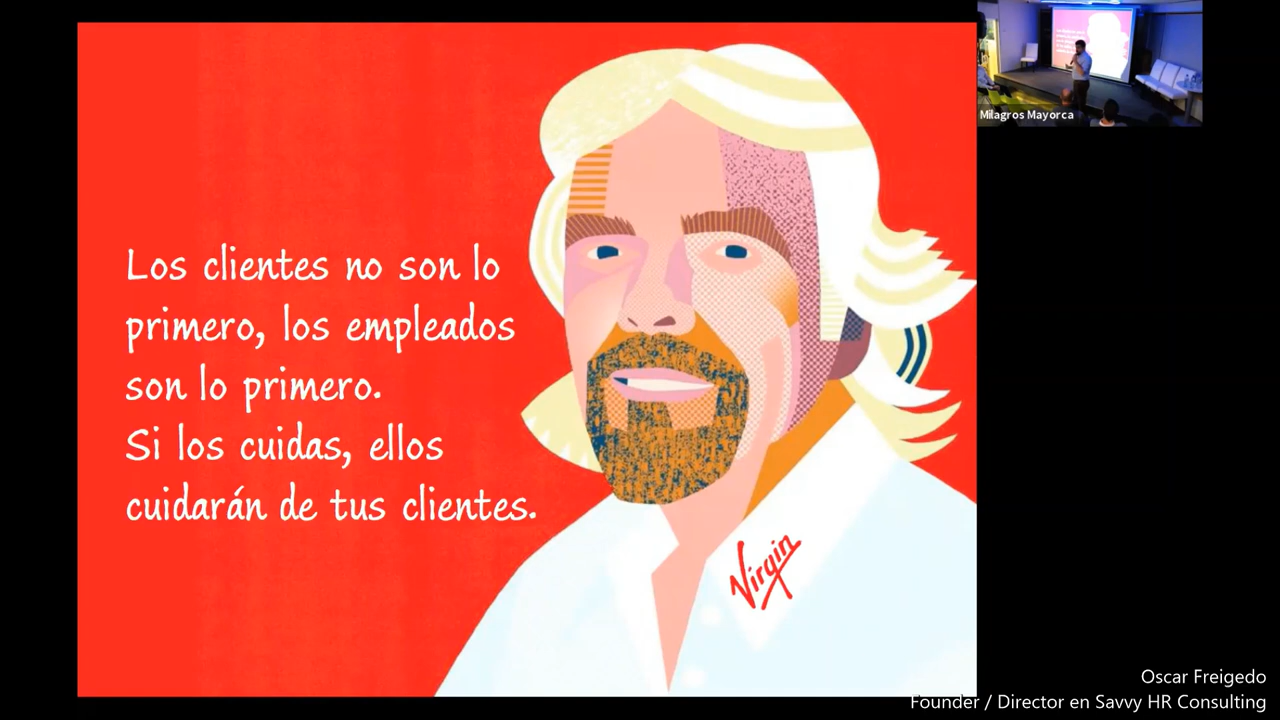 Los clientes no son lo
primero, los empleados
son lo primero.
Si los cuidas, ellos
cuidarán de tus clientes.
Virgin
Milagros Mayorca
Oscar Freigedo
Founder / Director en Savvy HR Consulting